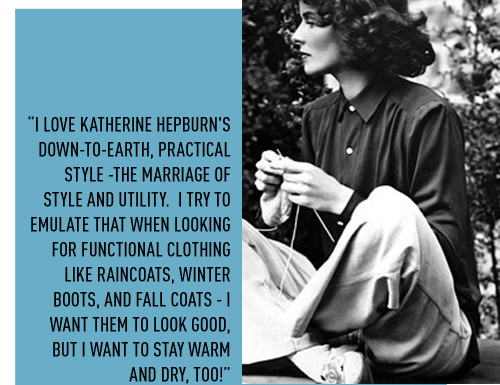 “I LOVE KATHERINE HEPBURN'S
DOWN-TO-EARTH, PRACTICAL
STYLE -THE MARRIAGE OF
STYLE AND UTILITY.  I TRY TO
EMULATE THAT WHEN LOOKING
FOR FUNCTIONAL CLOTHING
LIKE RAINCOATS, WINTER
BOOTS, AND FALL COATS - I
WANT THEM TO LOOK GOOD,
BUT I WANT TO STAY WARM
AND DRY, TOO!”